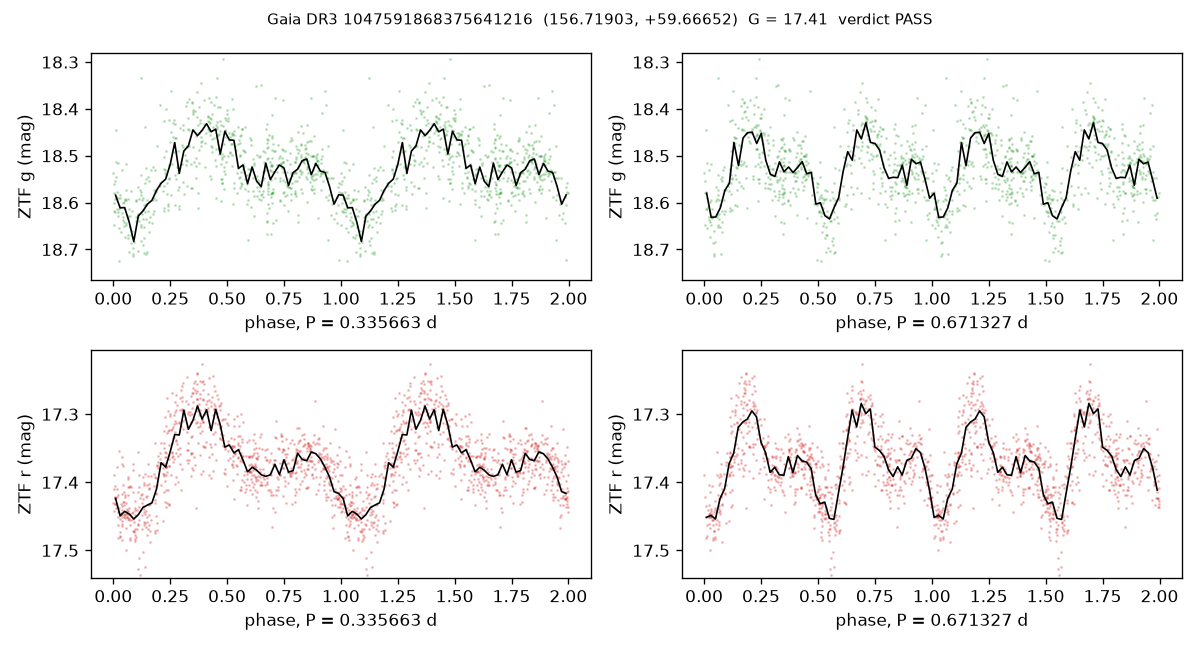 Gaia DR3 1047591868375641216 (156.71903, +59.66652) G = 17.41 verdict PASS
18.3
18.4
18.5
18.6
18.7
ZTF g (mag)
0.00 0.25 0.50 0.75 1.00 1.25 1.50 1.75 2.00
phase, P = 0.335663 d
18.3
18.4
18.5
18.6
18.7
ZTF g (mag)
0.00 0.25 0.50 0.75 1.00 1.25 1.50 1.75 2.00
phase, P = 0.671327 d
17.3
17.4
17.5
ZTF r (mag)
0.00 0.25 0.50 0.75 1.00 1.25 1.50 1.75 2.00
phase, P = 0.335663 d
17.3
17.4
17.5
ZTF r (mag)
0.00 0.25 0.50 0.75 1.00 1.25 1.50 1.75 2.00
phase, P = 0.671327 d